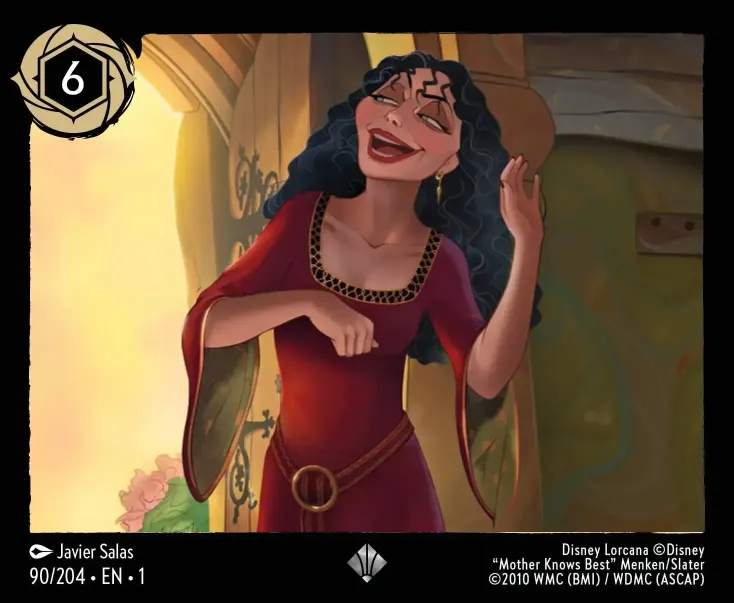 6
Javier Salas
90/204 • EN • 1
Disney Lorcana ©Disney
“Mother Knows Best” Menken/Slater
©2010 WMC (BMI) / WDMC (ASCAP)